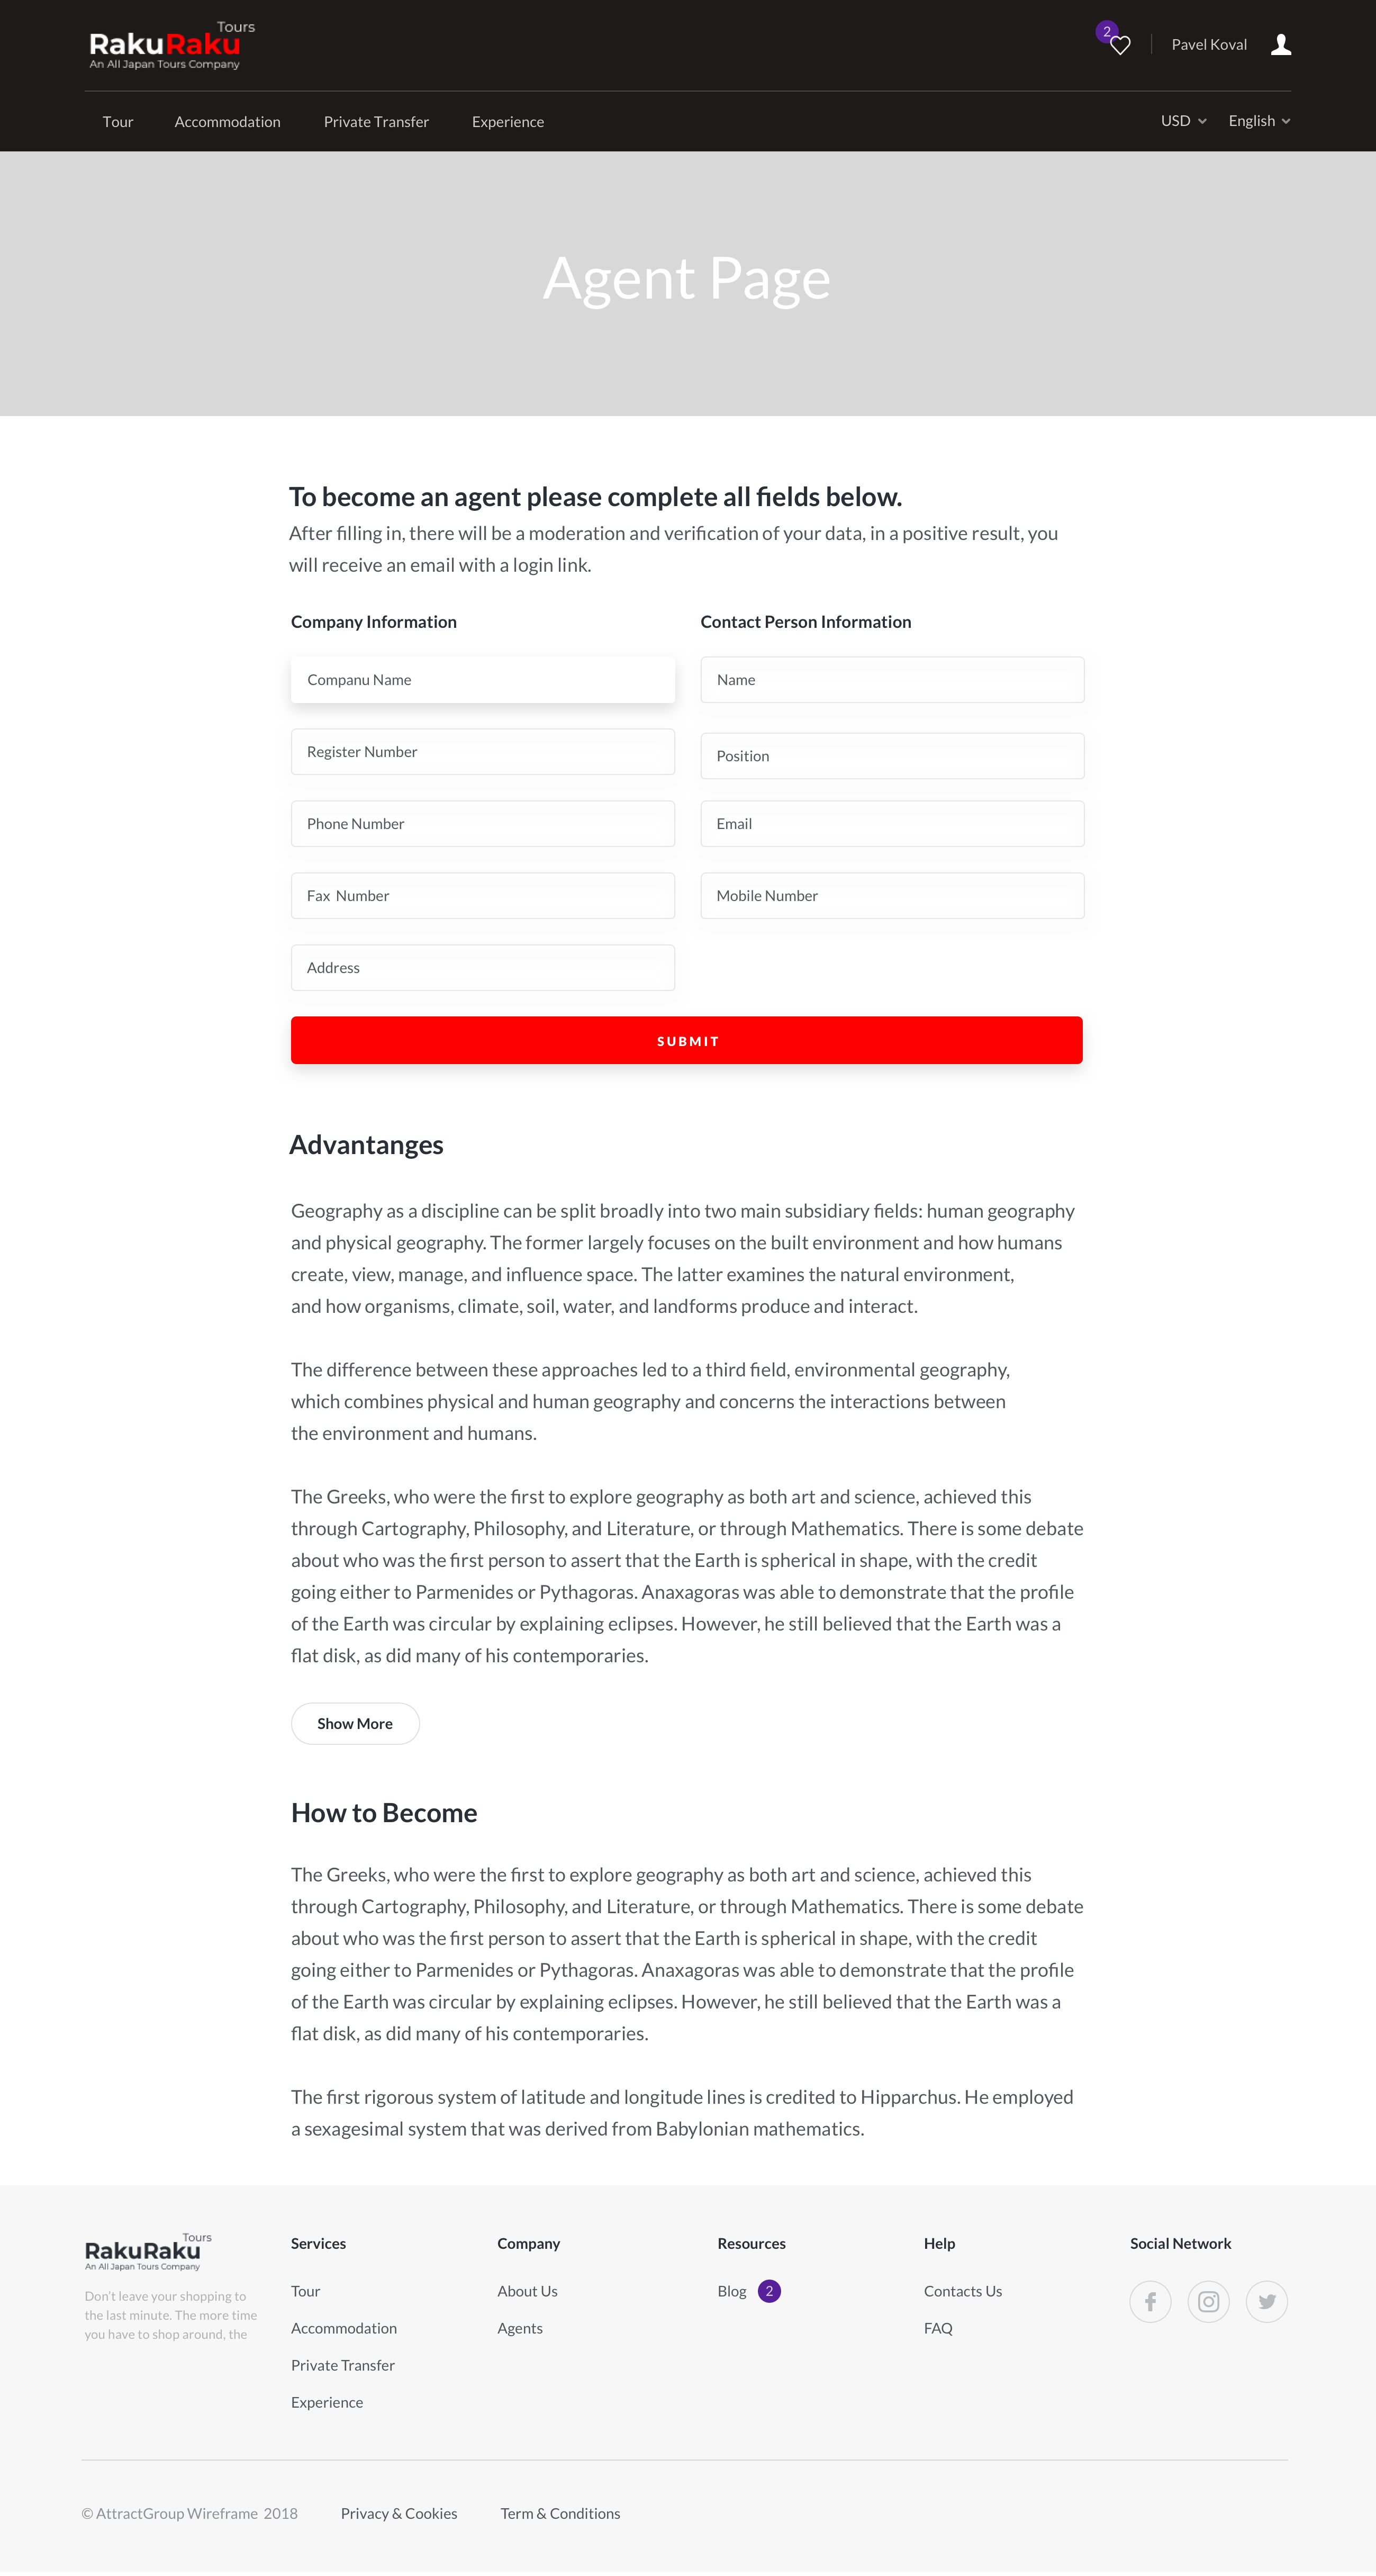 Tours
RakuRaku
An All Japan Tours Company
2
Pavel Koval
Tour Accommodation Private Transfer Experience USD English
Agent Page
To become an agent please complete all fields below.
After filling in, there will be a moderation and verification of your data, in a positive result, you
will receive an email with a login link.
Company Information
Companu Name
Register Number
Phone Number
Fax Number
Address
Contact Person Information
Name
Position
Email
Mobile Number
SUBMIT
Advantanges
Geography as a discipline can be split broadly into two main subsidiary fields: human geography
and physical geography. The former largely focuses on the built environment and how humans
create, view, manage, and influence space. The latter examines the natural environment,
and how organisms, climate, soil, water, and landforms produce and interact.
The difference between these approaches led to a third field, environmental geography,
which combines physical and human geography and concerns the interactions between
the environment and humans.
The Greeks, who were the first to explore geography as both art and science, achieved this
through Cartography, Philosophy, and Literature, or through Mathematics. There is some debate
about who was the first person to assert that the Earth is spherical in shape, with the credit
going either to Parmenides or Pythagoras. Anaxagoras was able to demonstrate that the profile
of the Earth was circular by explaining eclipses. However, he still believed that the Earth was a
flat disk, as did many of his contemporaries.
Show More
How to Become
The Greeks, who were the first to explore geography as both art and science, achieved this
through Cartography, Philosophy, and Literature, or through Mathematics. There is some debate
about who was the first person to assert that the Earth is spherical in shape, with the credit
going either to Parmenides or Pythagoras. Anaxagoras was able to demonstrate that the profile
of the Earth was circular by explaining eclipses. However, he still believed that the Earth was a
flat disk, as did many of his contemporaries.
The first rigorous system of latitude and longitude lines is credited to Hipparchus. He employed
a sexagesimal system that was derived from Babylonian mathematics.
Tours
RakuRaku
An All Japan Tours Company
Don't leave your shopping to
the last minute. The more time
you have to shop around, the
Services
Tour
Accommodation
Private Transfer
Experience
Company
About Us
Agents
Resources
Blog 2
Help
Contacts Us
FAQ
Social Network
© AttractGroup Wireframe 2018 Privacy & Cookies Term & Conditions